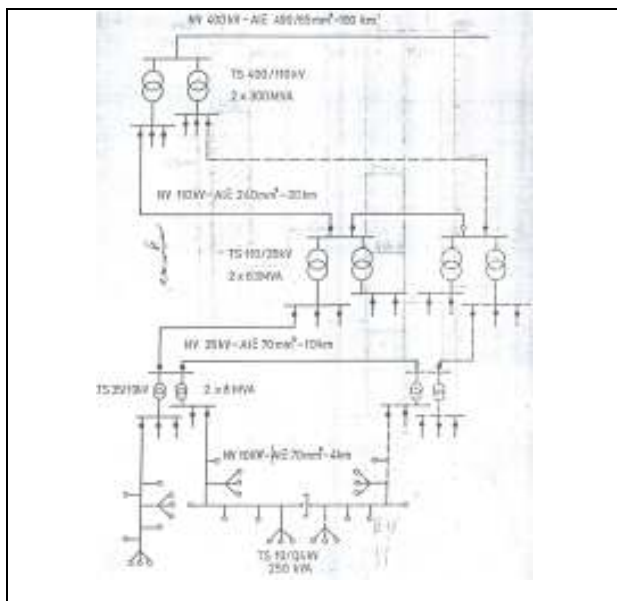 NV 400kV-AlČ 490/65mm²-100 km
TS 400/110kV
2 x 300MVA
NV 110kV-AlČ 240mm²-20km
TS 110/35kV
2 x 63MVA
NV 35kV-AlČ 70mm²-10km
TS 35/10kV
2 x 8 MVA
NV 10kV-AlČ 70mm²-4km
TS 10/0,4kV
250 kVA